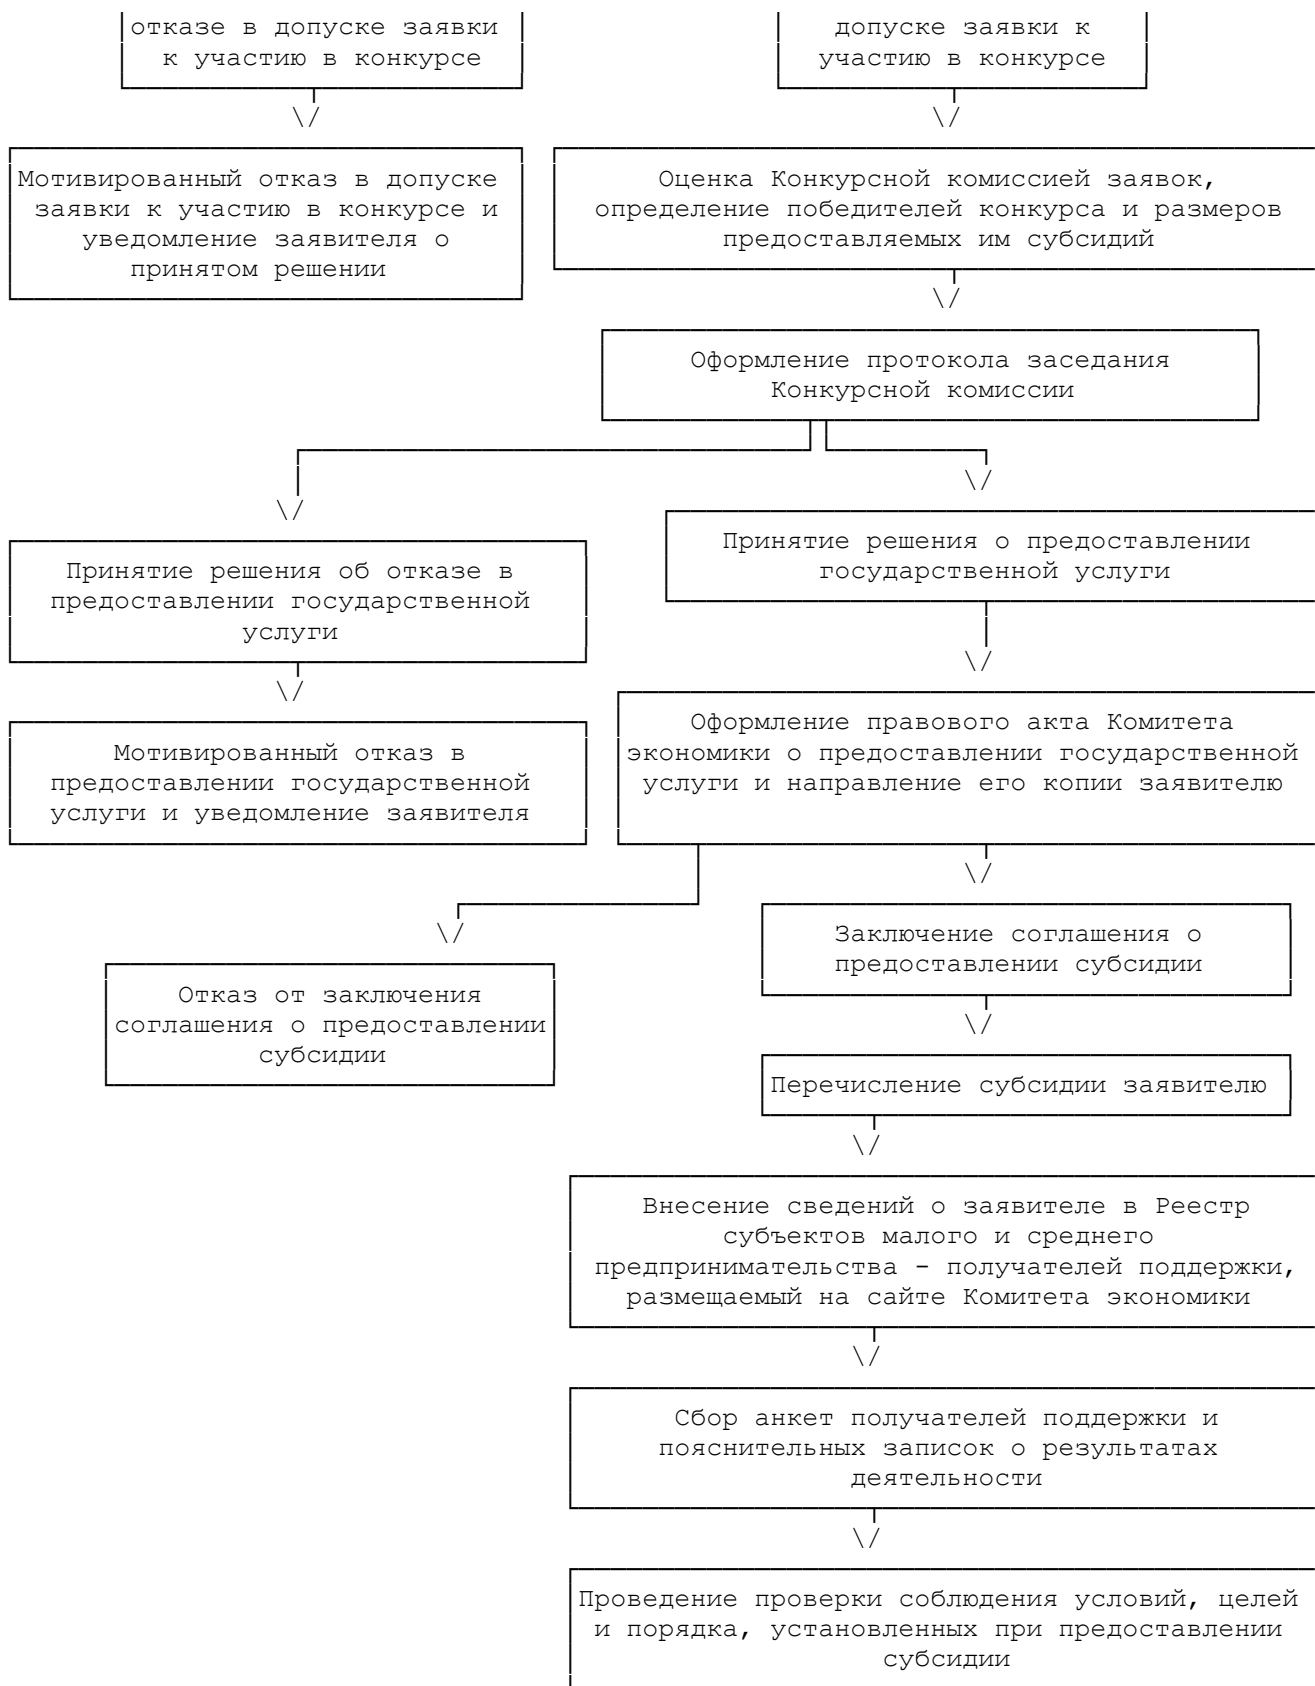 отказе в допуске заявки
к участию в конкурсе
допуске заявки к
участию в конкурсе
Мотивированный отказ в допуске
заявки к участию в конкурсе и
уведомление заявителя о
принятом решении
Оценка Конкурсной комиссией заявок,
определение победителей конкурса и размеров
предоставляемых им субсидий
Оформление протокола заседания
Конкурсной комиссии
Принятие решения о предоставлении
государственной услуги
Принятие решения об отказе в
предоставлении государственной
услуги
Оформление правового акта Комитета
экономики о предоставлении государственной
услуги и направление его копии заявителю
Мотивированный отказ в
предоставлении государственной
услуги и уведомление заявителя
Заключение соглашения о
предоставлении субсидии
Отказ от заключения
соглашения о предоставлении
субсидии
Перечисление субсидии заявителю
Внесение сведений о заявителе в Реестр
субъектов малого и среднего
предпринимательства - получателей поддержки,
размещаемый на сайте Комитета экономики
Сбор анкет получателей поддержки и
пояснительных записок о результатах
деятельности
Проведение проверки соблюдения условий, целей
и порядка, установленных при предоставлении
субсидии